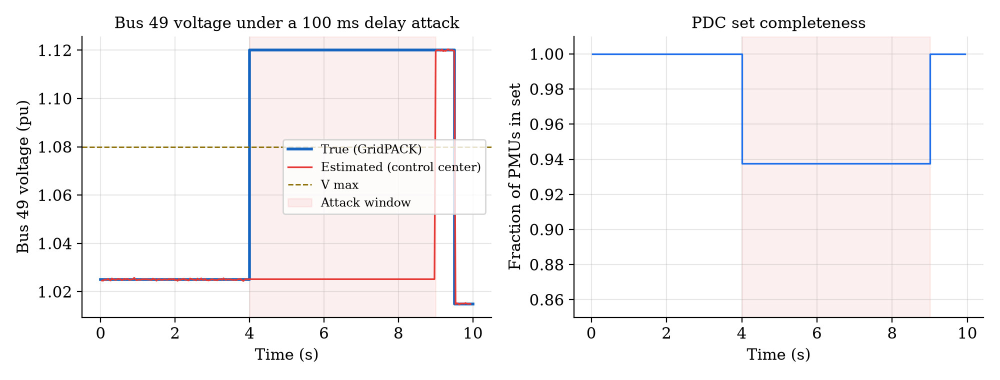 Bus 49 voltage under a 100 ms delay attack
Bus 49 voltage (pu)
1.12
1.10
1.08
1.06
1.04
1.02
True (GridPACK)
Estimated (control center)
V max
Attack window
0 2 4 6 8 10
Time (s)
PDC set completeness
Fraction of PMUs in set
1.00
0.98
0.96
0.94
0.92
0.90
0.88
0.86
0 2 4 6 8 10
Time (s)